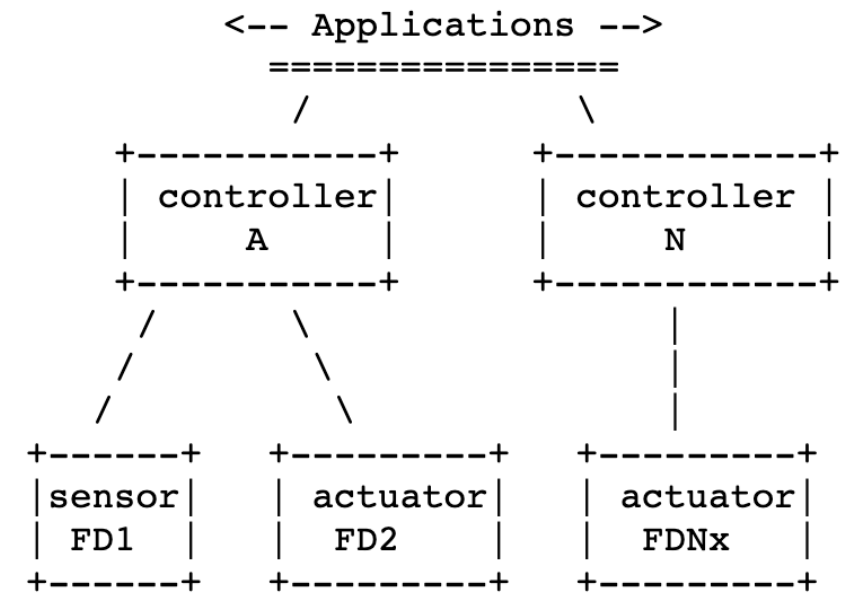 <-- Applications -->
================
/ \
+-----------+ +------------+
| controller| | controller |
| A | | N |
+-----------+ +------------+
/ \ |
/ \ |
/ \ |
+------+ +---------+ +---------+
|sensor| | actuator| | actuator|
| FD1 | | FD2 | | FDNx |
+------+ +---------+ +---------+